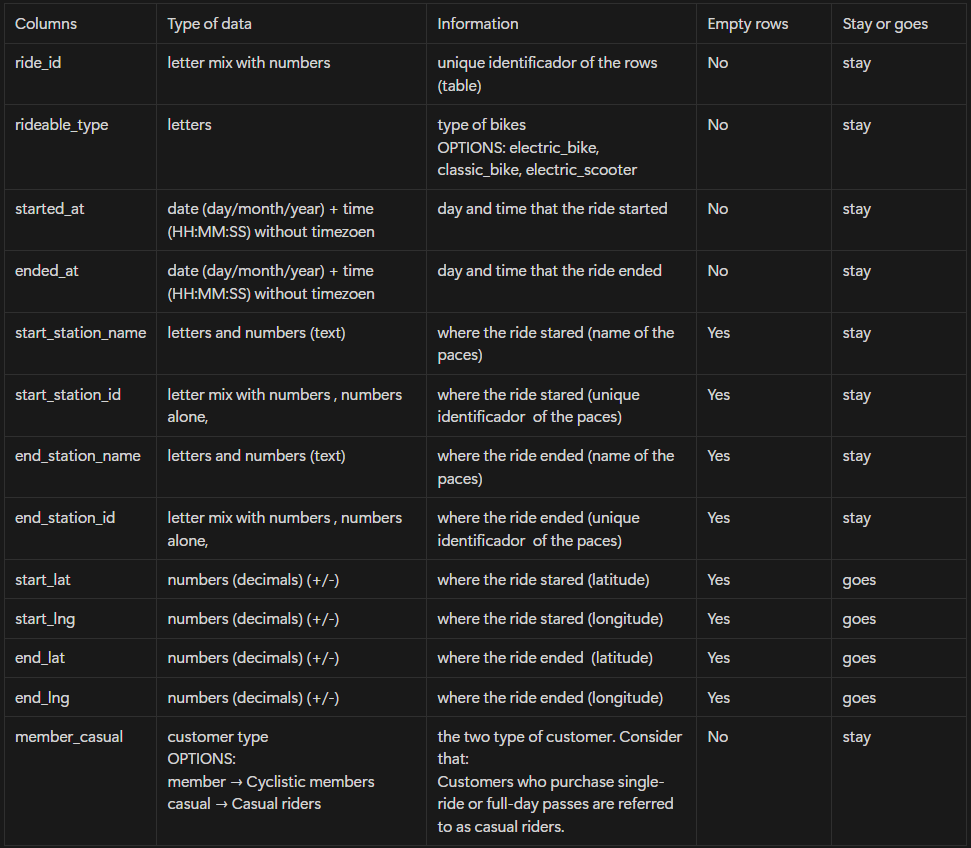 Columns
Type of data
Information
Empty rows
Stay or goes
ride_id
letter mix with numbers
unique identificador of the rows
(table)
No
stay
rideable_type
letters
type of bikes
OPTIONS: electric_bike,
classic_bike, electric_scooter
No
stay
started_at
date (day/month/year) + time
(HH:MM:SS) without timezoen
day and time that the ride started
No
stay
ended_at
date (day/month/year) + time
(HH:MM:SS) without timezoen
day and time that the ride ended
No
stay
start_station_name
letters and numbers (text)
where the ride stared (name of the
paces)
Yes
stay
start_station_id
letter mix with numbers , numbers
alone,
where the ride stared (unique
identificador  of the paces)
Yes
stay
end_station_name
letters and numbers (text)
where the ride ended (name of the
paces)
Yes
stay
end_station_id
letter mix with numbers , numbers
alone,
where the ride ended (unique
identificador  of the paces)
Yes
stay
start_lat
numbers (decimals) (+/-)
where the ride stared (latitude)
Yes
goes
start_lng
numbers (decimals) (+/-)
where the ride stared (longitude)
Yes
goes
end_lat
numbers (decimals) (+/-)
where the ride ended  (latitude)
Yes
goes
end_lng
numbers (decimals) (+/-)
where the ride ended (longitude)
Yes
goes
member_casual
customer type
OPTIONS:
member → Cyclistic members
casual → Casual riders
the two type of customer. Consider
that:
Customers who purchase single-
ride or full-day passes are referred
to as casual riders.
No
stay